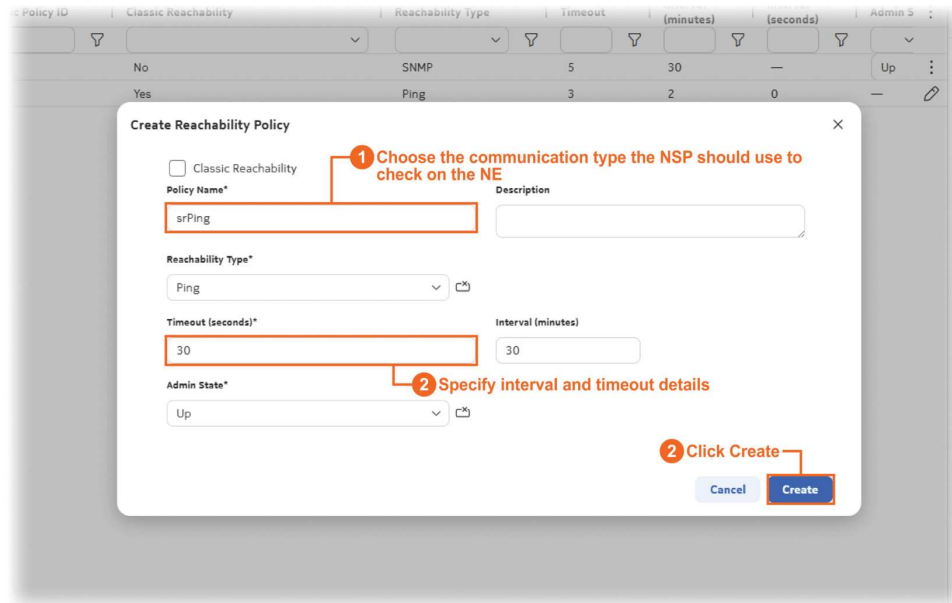 Policy ID Classic Reachability Reachability Type Timeout (minutes) (seconds) Admin S
No SNMP 5 30 — Up
Yes Ping 3 2 0 —
Create Reachability Policy
1 Choose the communication type the NSP should use to
check on the NE
Classic Reachability
Policy Name* Description
srPing
Reachability Type*
Ping
Timeout (seconds)* Interval (minutes)
30 30
2 Specify interval and timeout details
Admin State*
Up
2 Click Create
Cancel Create